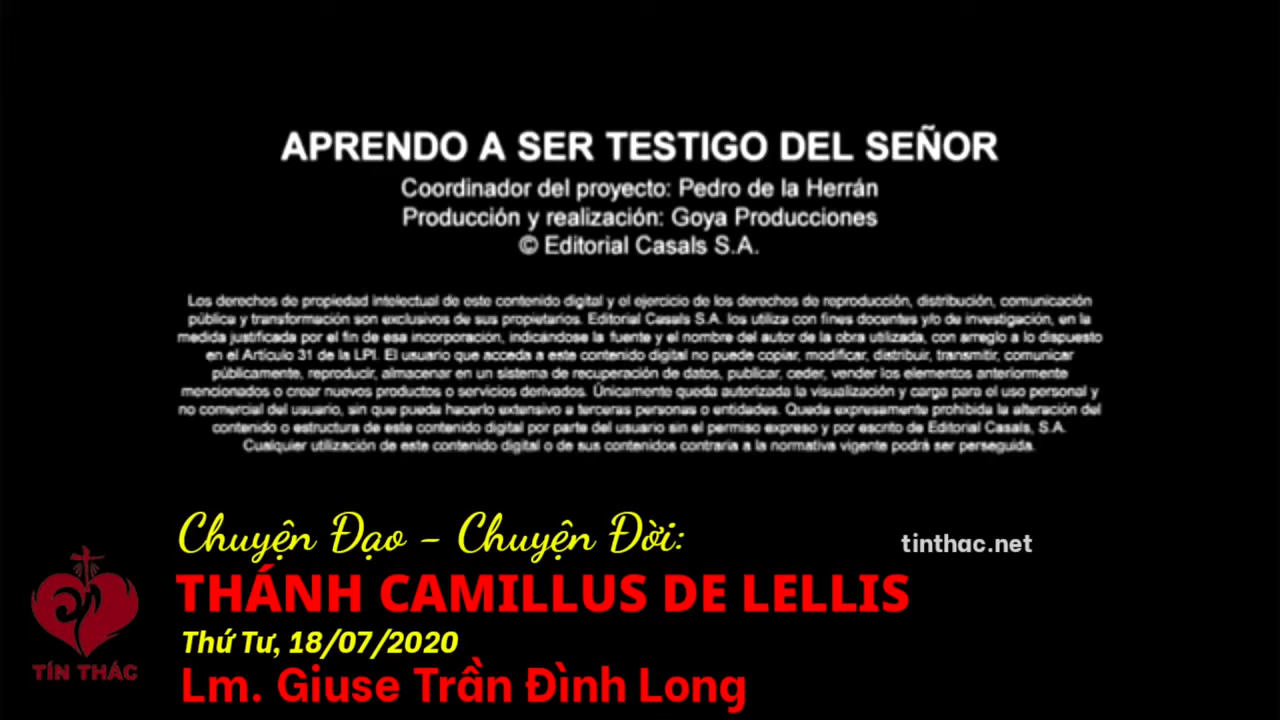 APRENDO A SER TESTIGO DEL SEÑOR
Coordinador del proyecto: Pedro de la Herrán
Producción y realización: Goya Producciones
© Editorial Casals S.A.
Los derechos de propiedad intelectual de este contenido digital y el ejercicio de los derechos de reproducción, distribución, comunicación
pública y transformación son exclusivos de sus propietarios. Editorial Casals S.A. los utiliza con fines docentes y/o de investigación, en la
medida justificada por el fin de esa incorporación, indicándose la fuente y el nombre del autor de la obra utilizada, con arreglo a lo dispuesto
en el Artículo 31 de la LPI. El usuario que acceda a este contenido digital no puede copiar, modificar, distribuir, transmitir, comunicar
públicamente, reproducir, almacenar en un sistema de recuperación de datos, publicar, ceder, vender los elementos anteriormente
mencionados o crear nuevos productos o servicios derivados. Únicamente queda autorizada la visualización y carga para el uso personal y
no comercial del usuario, sin que pueda hacerlo extensivo a terceras personas o entidades. Queda expresamente prohibida la alteración del
contenido o estructura de este contenido digital por parte del usuario sin el permiso expreso y por escrito de Editorial Casals, S.A.
Cualquier utilización de este contenido digital o de sus contenidos contraria a la normativa vigente podrá ser perseguida.
Chuyện Đạo - Chuyện Đời:
tinthac.net
THÁNH CAMILLUS DE LELLIS
Thứ Tư, 18/07/2020
TÍN THÁC
Lm. Giuse Trần Đình Long